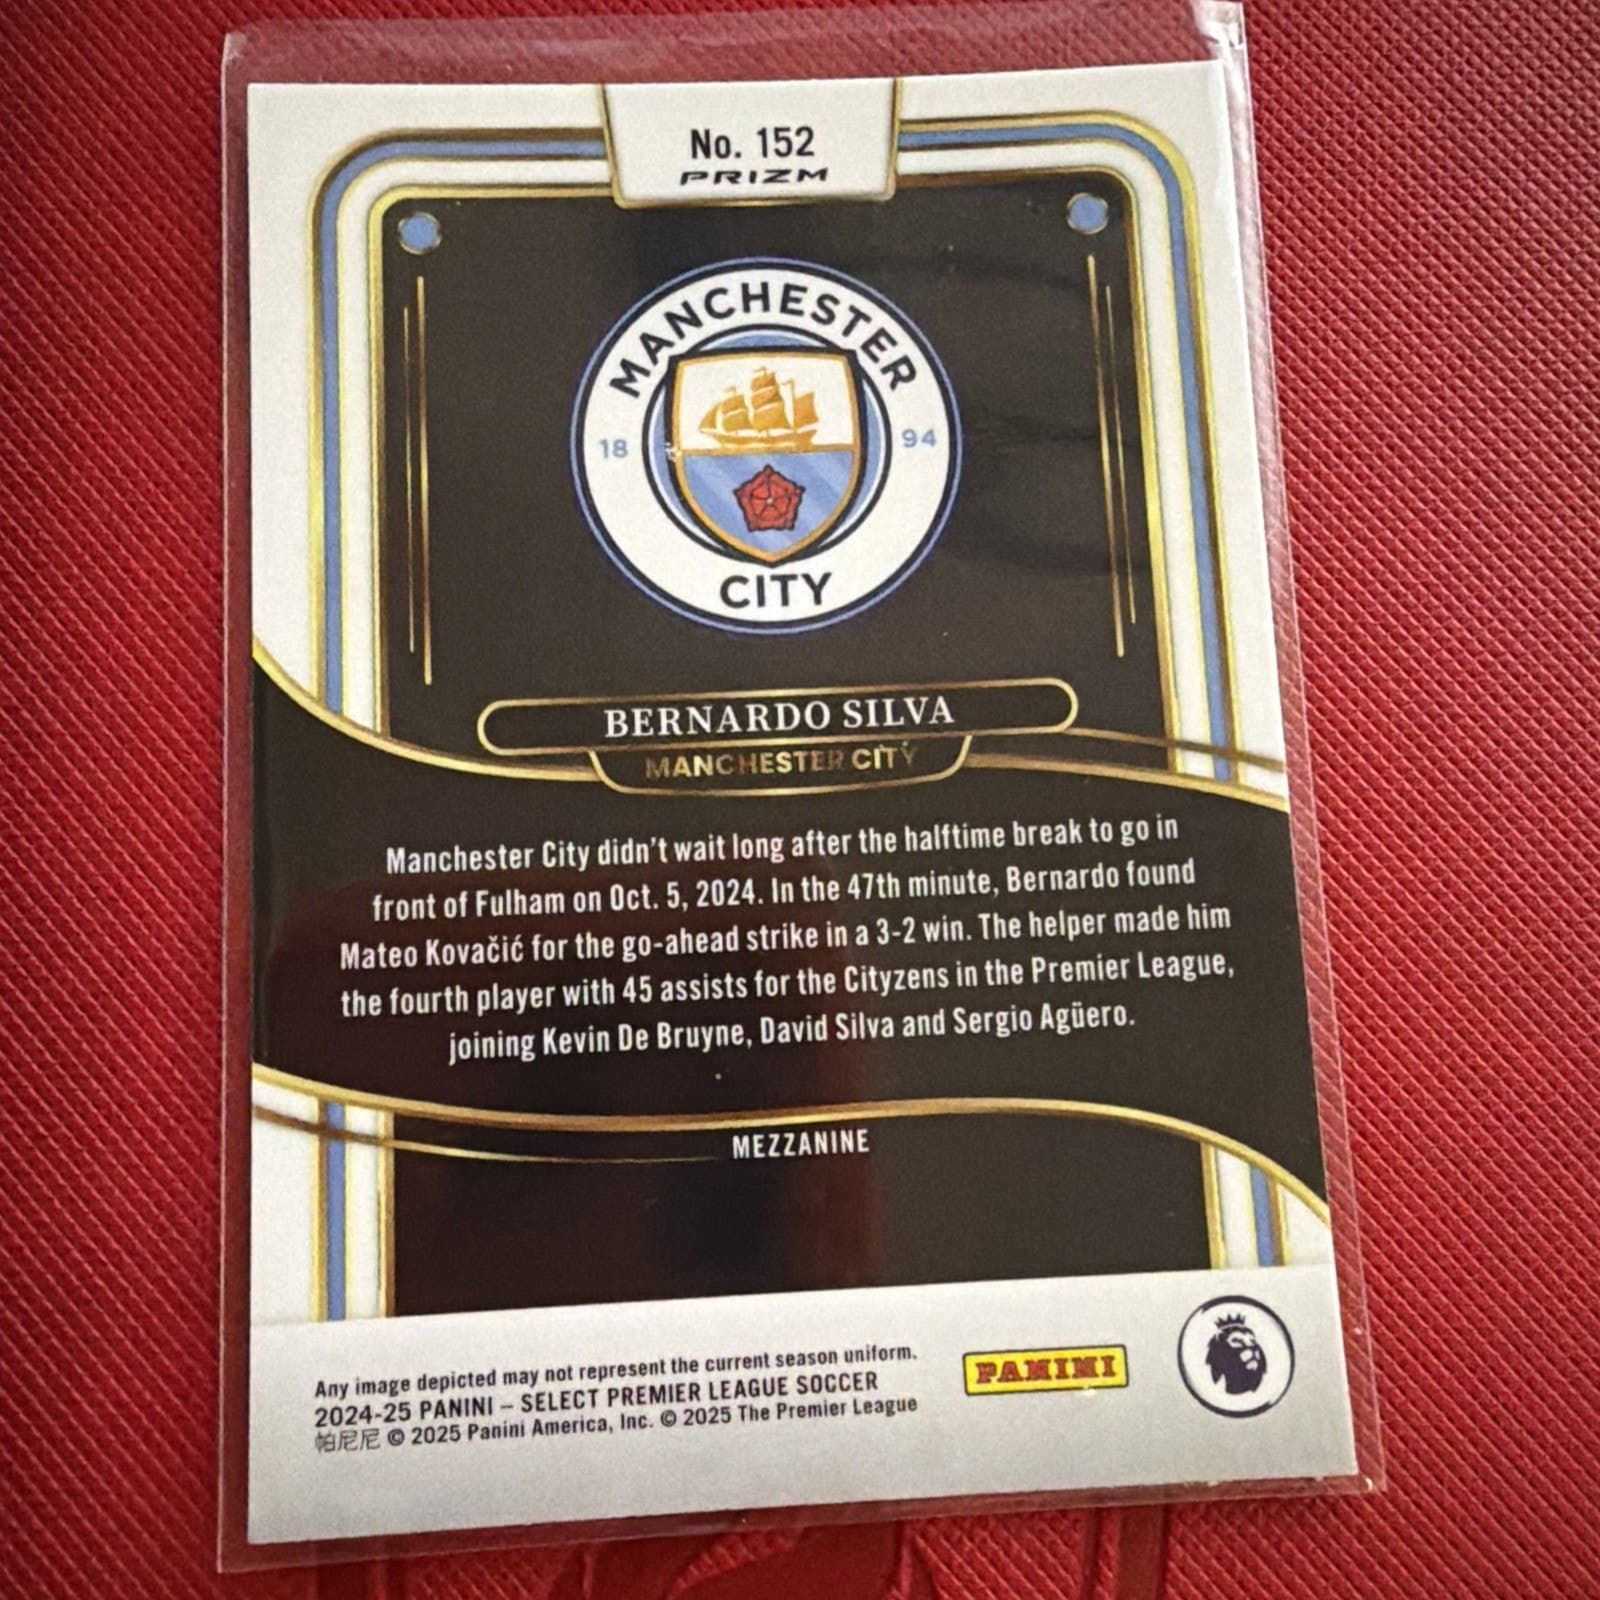 No. 152
PRIZM
MANCHESTER
18 94
CITY
BERNARDO SILVA
MANCHESTER CITY
Manchester City didn't wait long after the halftime break to go in
front of Fulham on Oct. 5, 2024. In the 47th minute, Bernardo found
Mateo Kovačić for the go-ahead strike in a 3-2 win. The helper made him
the fourth player with 45 assists for the Cityzens in the Premier League,
joining Kevin De Bruyne, David Silva and Sergio Agüero.
MEZZANINE
Any image depicted may not represent the current season uniform.
2024-25 PANINI – SELECT PREMIER LEAGUE SOCCER
帕尼尼 © 2025 Panini America, Inc. © 2025 The Premier League
PANINI